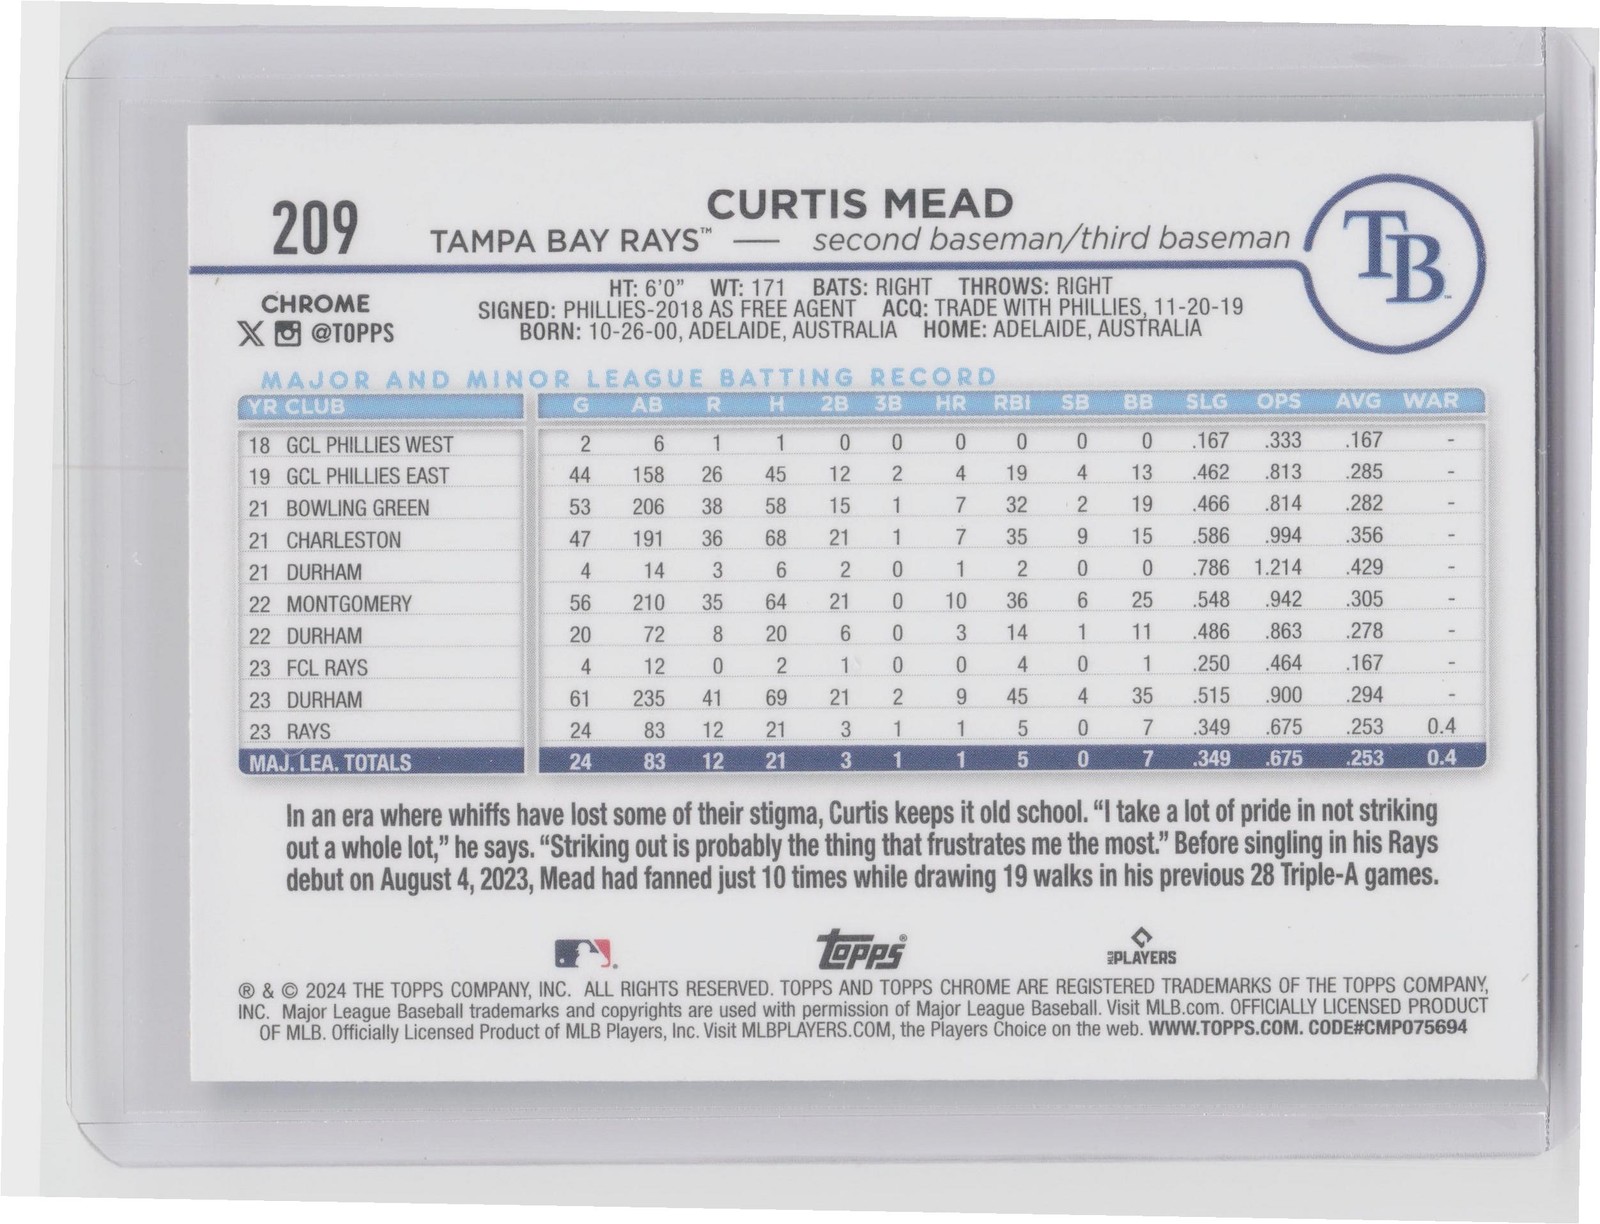 209
CURTIS MEAD
TAMPA BAY RAYS™ — second baseman/third baseman
TB™
CHROME
@TOPPS
HT: 6'0" WT: 171 BATS: RIGHT THROWS: RIGHT
SIGNED: PHILLIES-2018 AS FREE AGENT ACQ: TRADE WITH PHILLIES, 11-20-19
BORN: 10-26-00, ADELAIDE, AUSTRALIA HOME: ADELAIDE, AUSTRALIA
MAJOR AND MINOR LEAGUE BATTING RECORD
YR CLUB G AB R H 2B 3B HR RBI SB BB SLG OPS AVG WAR
18 GCL PHILLIES WEST 2 6 1 1 0 0 0 0 0 0 .167 .333 .167 -
19 GCL PHILLIES EAST 44 158 26 45 12 2 4 19 4 13 .462 .813 .285 -
21 BOWLING GREEN 53 206 38 58 15 1 7 32 2 19 .466 .814 .282 -
21 CHARLESTON 47 191 36 68 21 1 7 35 9 15 .586 .994 .356 -
21 DURHAM 4 14 3 6 2 0 1 2 0 0 .786 1.214 .429 -
22 MONTGOMERY 56 210 35 64 21 0 10 36 6 25 .548 .942 .305 -
22 DURHAM 20 72 8 20 6 0 3 14 1 11 .486 .863 .278 -
23 FCL RAYS 4 12 0 2 1 0 0 4 0 1 .250 .464 .167 -
23 DURHAM 61 235 41 69 21 2 9 45 4 35 .515 .900 .294 -
23 RAYS 24 83 12 21 3 1 1 5 0 7 .349 .675 .253 0.4
MAJ. LEA. TOTALS 24 83 12 21 3 1 1 5 0 7 .349 .675 .253 0.4
In an era where whiffs have lost some of their stigma, Curtis keeps it old school. “I take a lot of pride in not striking
out a whole lot,” he says. “Striking out is probably the thing that frustrates me the most.” Before singling in his Rays
debut on August 4, 2023, Mead had fanned just 10 times while drawing 19 walks in his previous 28 Triple-A games.
Topps®
MLB PLAYERS
® & © 2024 THE TOPPS COMPANY, INC. ALL RIGHTS RESERVED. TOPPS AND TOPPS CHROME ARE REGISTERED TRADEMARKS OF THE TOPPS COMPANY,
INC. Major League Baseball trademarks and copyrights are used with permission of Major League Baseball. Visit MLB.com. OFFICIALLY LICENSED PRODUCT
OF MLB. Officially Licensed Product of MLB Players, Inc. Visit MLBPLAYERS.COM, the Players Choice on the web. WWW.TOPPS.COM. CODE#CMP075694